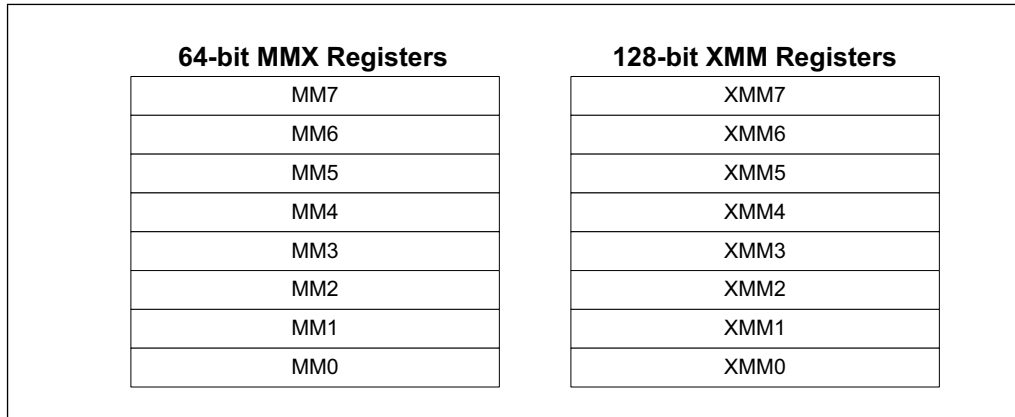 64-bit MMX Registers
MM7
MM6
MM5
MM4
MM3
MM2
MM1
MM0
128-bit XMM Registers
XMM7
XMM6
XMM5
XMM4
XMM3
XMM2
XMM1
XMM0